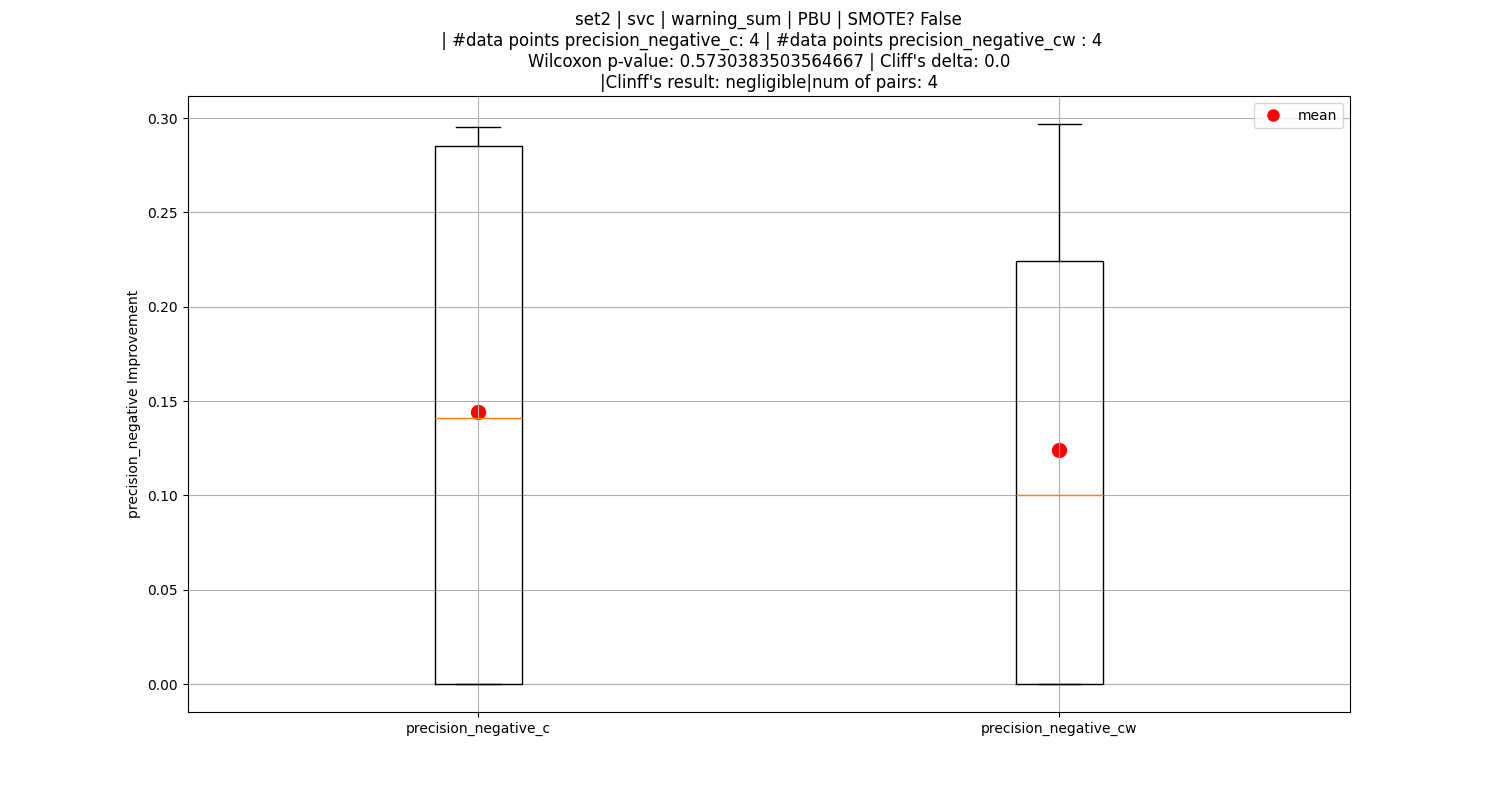 set2 | svc | warning_sum | PBU | SMOTE? False
| #data points precision_negative_c: 4 | #data points precision_negative_cw : 4
Wilcoxon p-value: 0.5730383503564667 | Cliff's delta: 0.0
|Clinff's result: negligible|num of pairs: 4
mean
0.30
0.25
0.20
0.15
0.10
0.05
0.00
precision_negative Improvement
precision_negative_c
precision_negative_cw